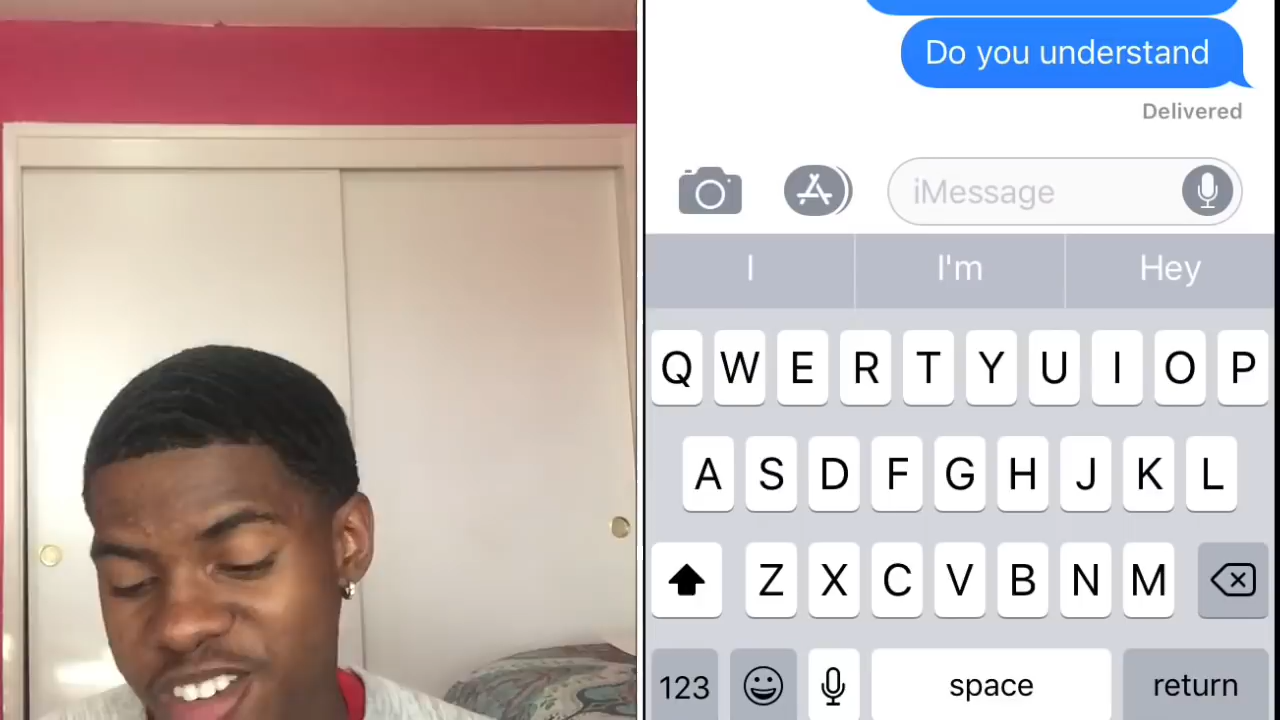 Do you understand
Delivered
iMessage
I I'm Hey
Q W E R T Y U I O P
A S D F G H J K L
Z X C V B N M
123 space return